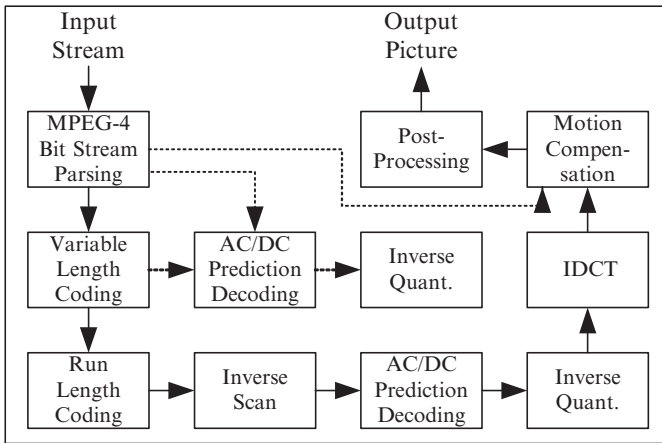 Input
Stream
Output
Picture
MPEG-4
Bit Stream
Parsing
Post-
Processing
Motion
Compen-
sation
Variable
Length
Coding
AC/DC
Prediction
Decoding
Inverse
Quant.
IDCT
Run
Length
Coding
Inverse
Scan
AC/DC
Prediction
Decoding
Inverse
Quant.